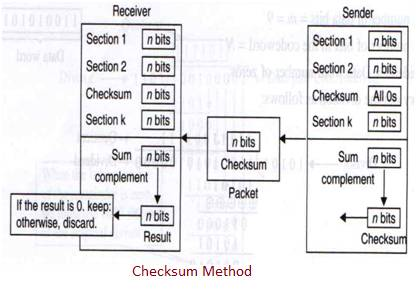 Receiver
Section 1 n bits
Section 2 n bits
Checksum n bits
Section k n bits
Sum n bits
complement
n bits
Result
If the result is 0. keep:
otherwise, discard.
n bits
Checksum
Packet
Sender
Section 1 n bits
Section 2 n bits
Checksum All 0s
Section k n bits
Sum n bits
complement
n bits
Checksum
Checksum Method